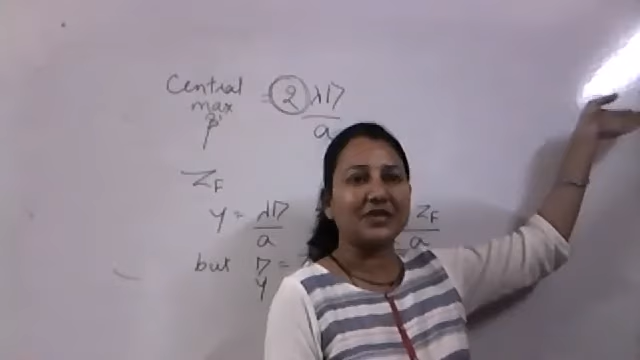 Central = 2 λD
max a
β
Z_F
y = λD Z_F
a a
but D =
y